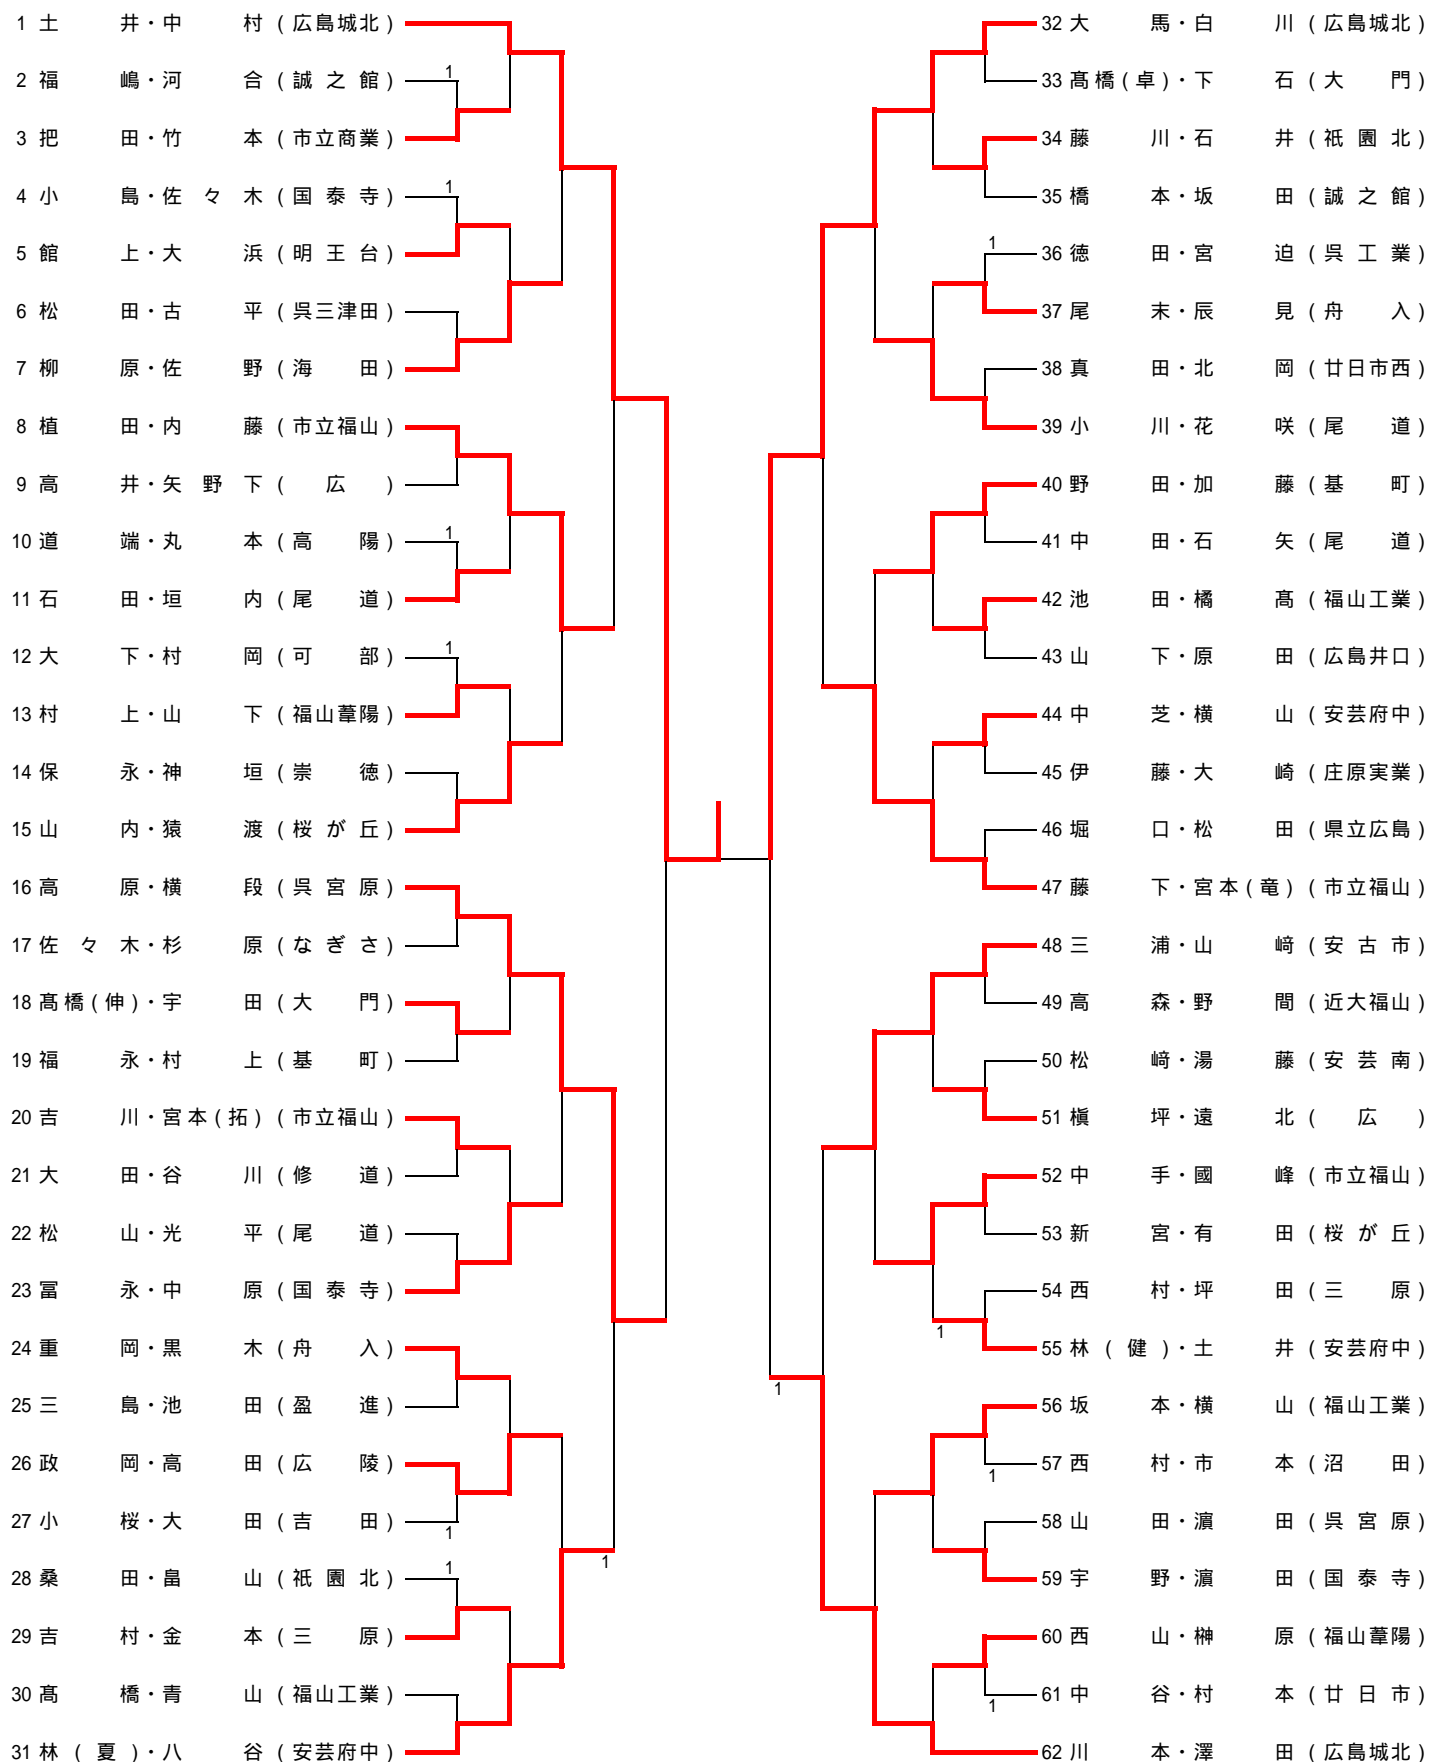 1 土井・中村 (広島城北)
2 福嶋・河合 (誠之館)
1
3 把田・竹本 (市立商業)
4 小島・佐々木 (国泰寺)
1
5 館上・大浜 (明王台)
6 松田・古平 (呉三津田)
7 柳原・佐野 (海田)
8 植田・内藤 (市立福山)
9 高井・矢野下 (広)
10 道端・丸本 (高陽)
1
11 石田・垣内 (尾道)
12 大下・村岡 (可部)
1
13 村上・山下 (福山葦陽)
14 保永・神垣 (崇徳)
15 山内・猿渡 (桜が丘)
16 高原・横段 (呉宮原)
17 佐々木・杉原 (なぎさ)
18 髙橋(伸)・宇田 (大門)
19 福永・村上 (基町)
20 吉川・宮本(拓) (市立福山)
21 大田・谷川 (修道)
22 松山・光平 (尾道)
23 冨永・中原 (国泰寺)
24 重岡・黒木 (舟入)
25 三島・池田 (盈進)
26 政岡・高田 (広陵)
27 小桜・大田 (吉田)
1
28 桑田・畠山 (祇園北)
1
29 吉村・金本 (三原)
30 髙橋・青山 (福山工業)
31 林(夏)・八谷 (安芸府中)
1
1
32 大馬・白川 (広島城北)
33 髙橋(卓)・下石 (大門)
34 藤川・石井 (祇園北)
35 橋本・坂田 (誠之館)
1
36 徳田・宮迫 (呉工業)
37 尾末・辰見 (舟入)
38 真田・北岡 (廿日市西)
39 小川・花咲 (尾道)
40 野田・加藤 (基町)
41 中田・石矢 (尾道)
42 池田・橘髙 (福山工業)
43 山下・原田 (広島井口)
44 中芝・横山 (安芸府中)
45 伊藤・大崎 (庄原実業)
46 堀口・松田 (県立広島)
47 藤下・宮本(竜) (市立福山)
48 三浦・山﨑 (安古市)
49 高森・野間 (近大福山)
50 松﨑・湯藤 (安芸南)
51 槇坪・遠北 (広)
52 中手・國峰 (市立福山)
53 新宮・有田 (桜が丘)
54 西村・坪田 (三原)
1
55 林(健)・土井 (安芸府中)
56 坂本・横山 (福山工業)
57 西村・市本 (沼田)
1
58 山田・濵田 (呉宮原)
59 宇野・濵田 (国泰寺)
60 西山・榊原 (福山葦陽)
61 中谷・村本 (廿日市)
1
62 川本・澤田 (広島城北)